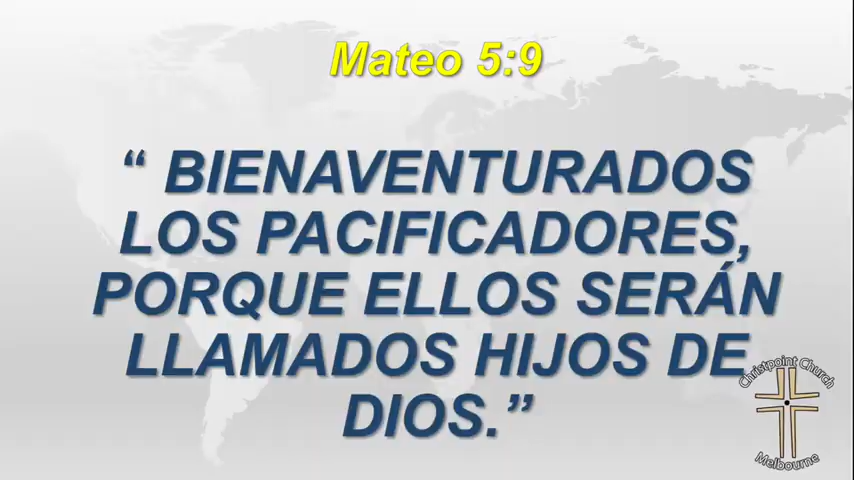 Mateo 5:9
“ BIENAVENTURADOS
LOS PACIFICADORES,
PORQUE ELLOS SERÁN
LLAMADOS HIJOS DE
DIOS.”
Christpoint Church
Melbourne